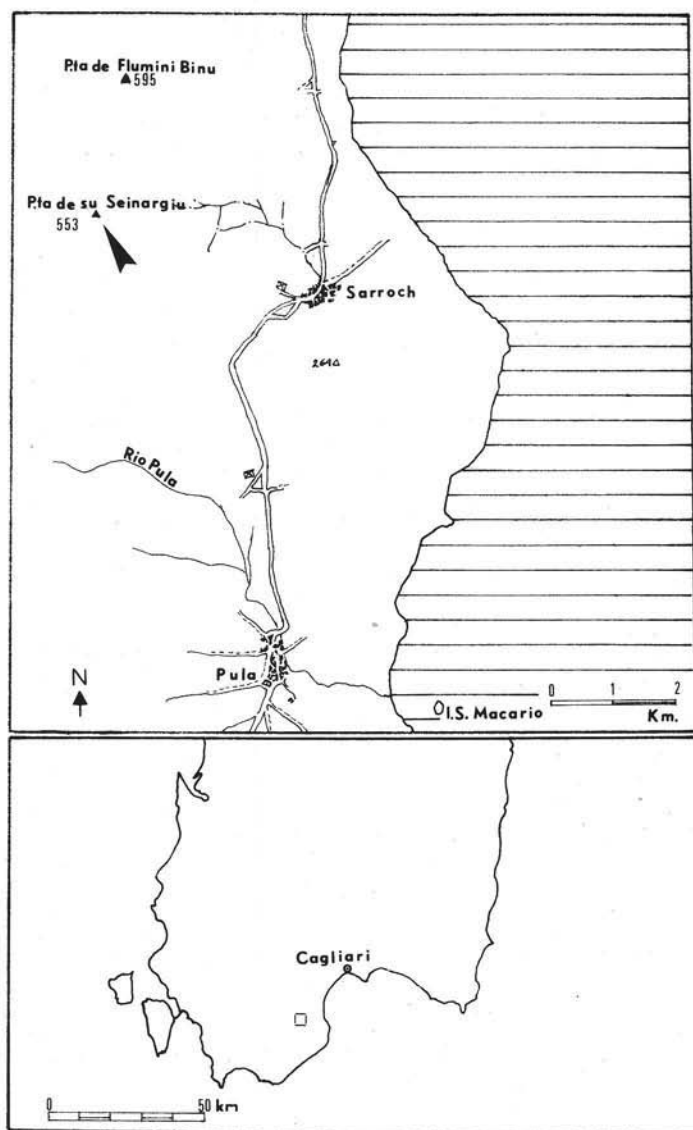 P.ta de Flumini Binu
595
P.ta de su Seinargiu
553
Sarroch
264
Rio Pula
N
Pula
I.S. Macario
0 1 2
Km.
Cagliari
0 50 km